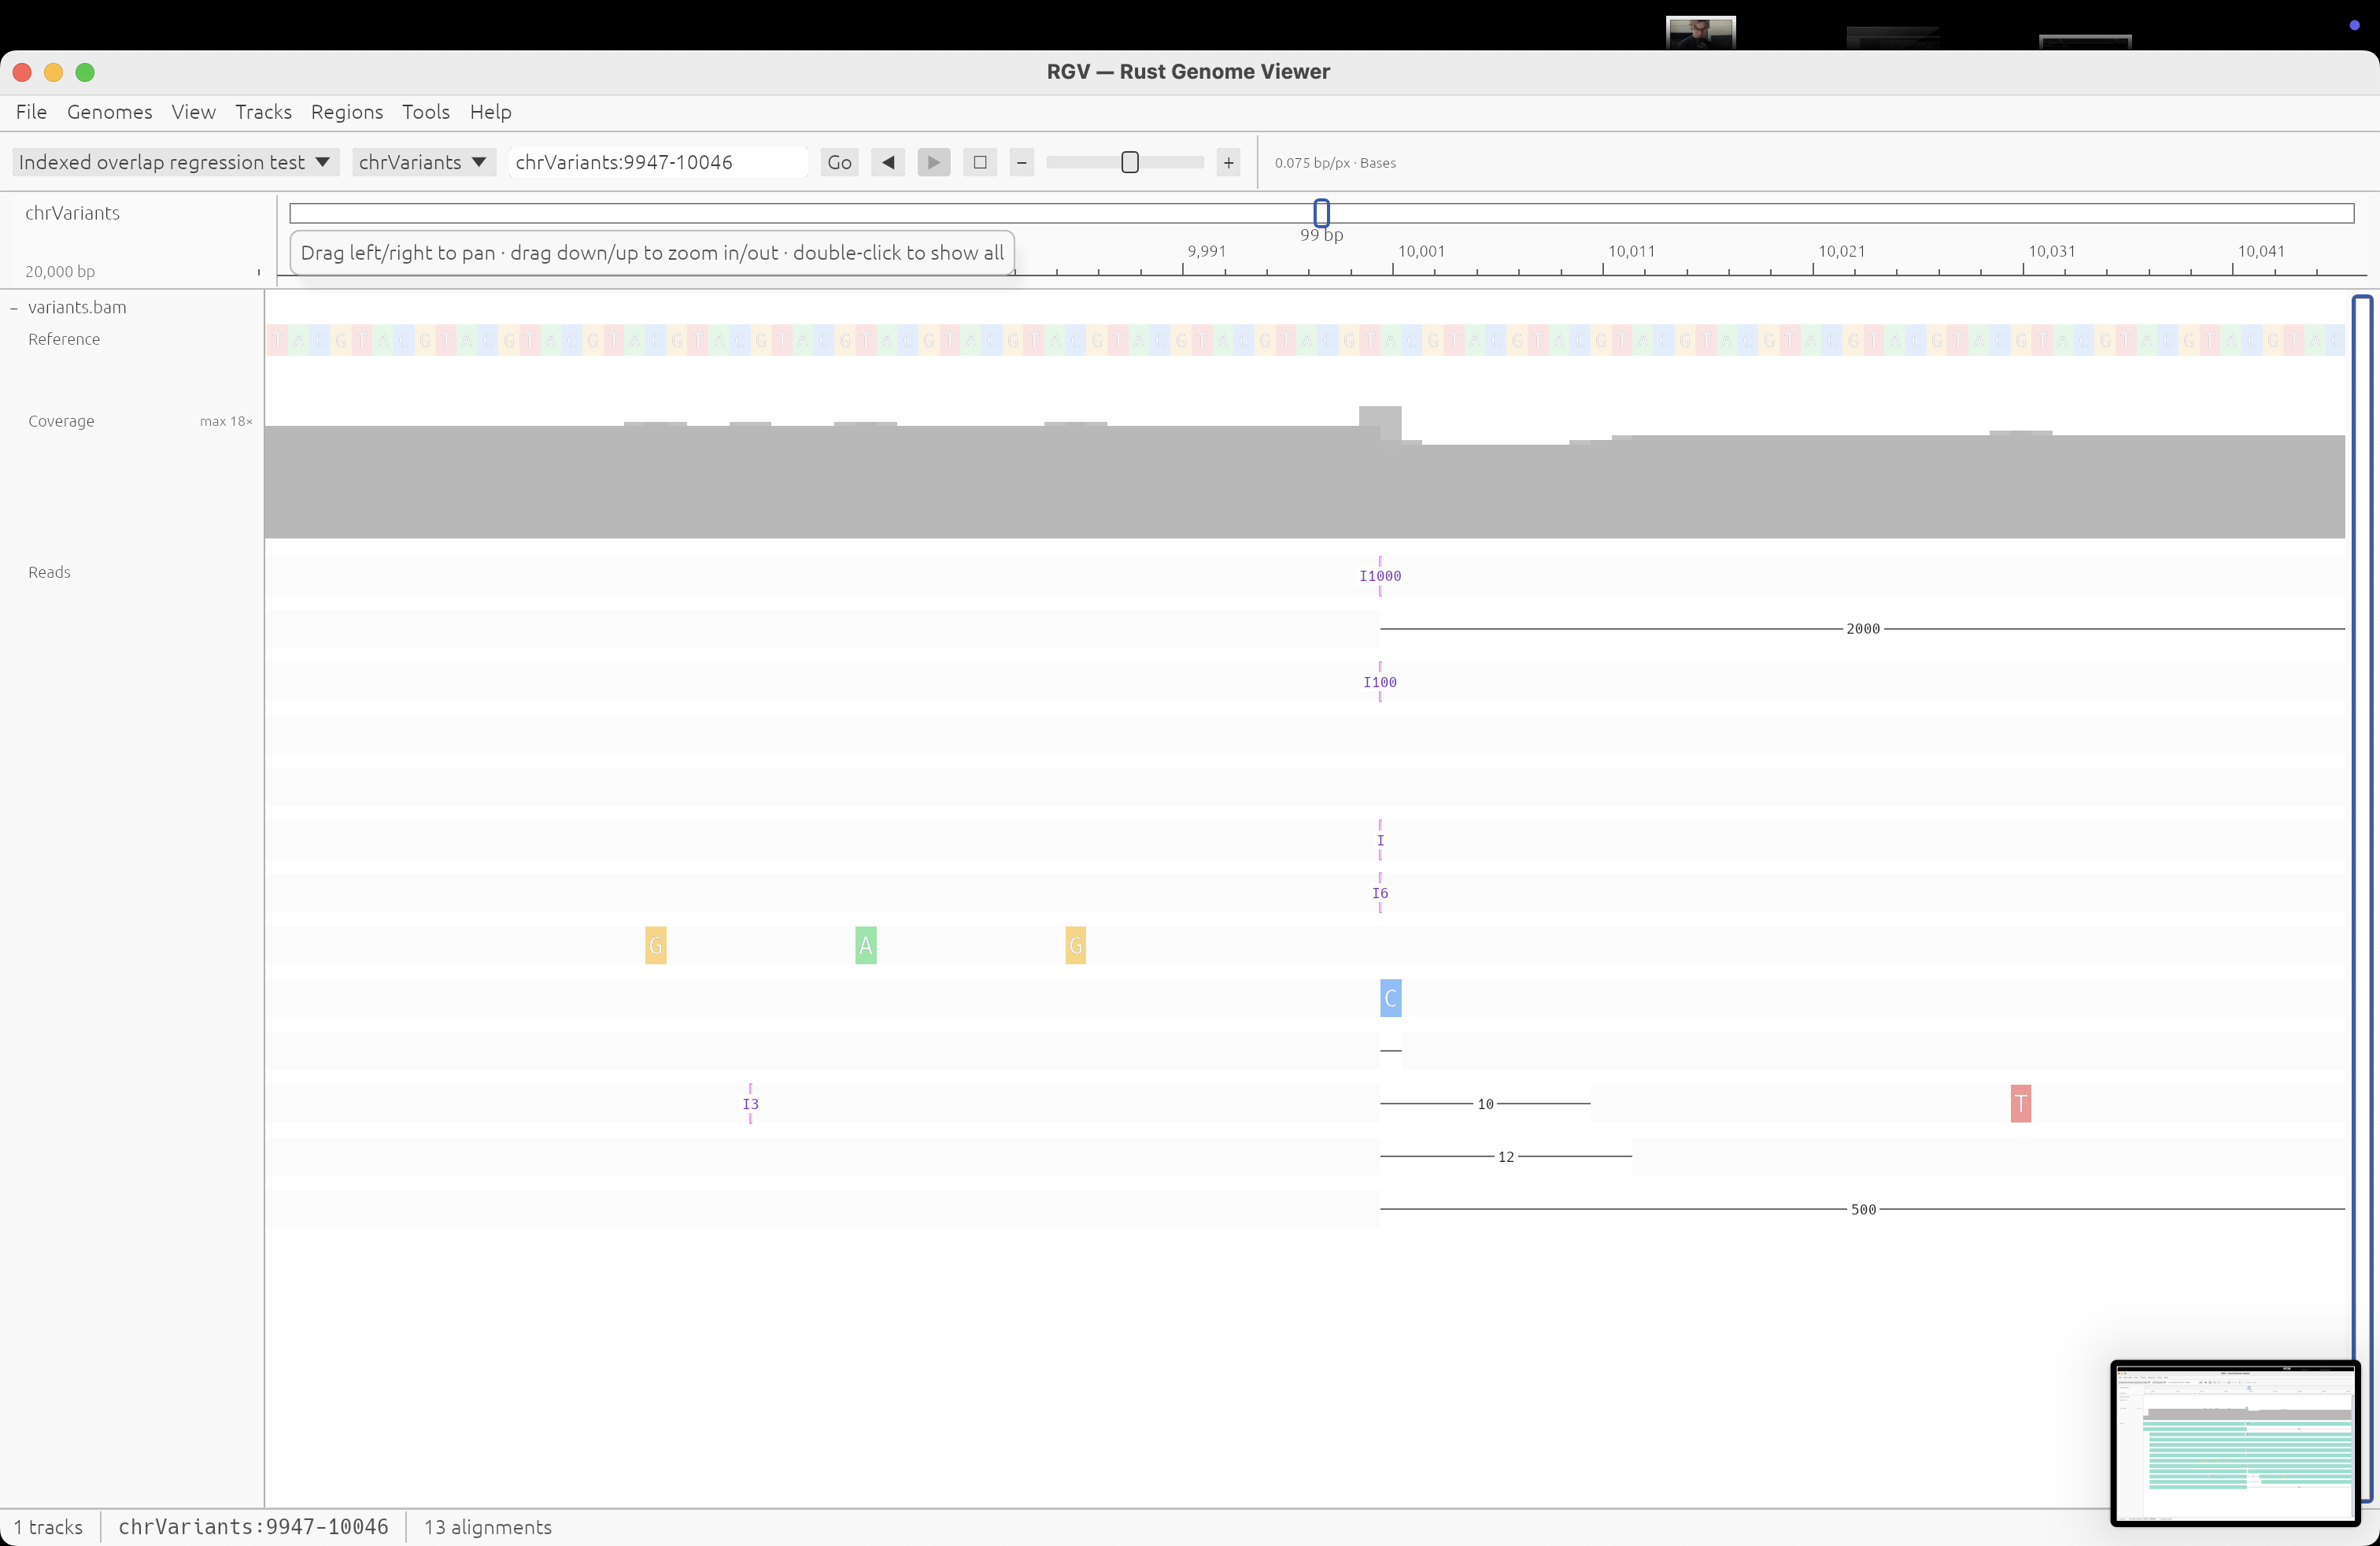 RGV — Rust Genome Viewer
File Genomes View Tracks Regions Tools Help
Indexed overlap regression test chrVariants chrVariants:9947-10046 Go − + 0.075 bp/px · Bases
chrVariants
99 bp
Drag left/right to pan · drag down/up to zoom in/out · double-click to show all
9,991 10,001 10,011 10,021 10,031 10,041
20,000 bp
− variants.bam
Reference
T A C G T A C G T A C G T A C G T A C G T A C G T A C G T A C G T A C G T A C G T A C G T A C G T A C G T A C G T A C G T A C G T A C G T A C G T A C G T A C G T A C G T A C G T A C G T A C G T A C
Coverage max 18×
Reads
I1000
2000
I100
I
I6
G A G
C
I3 10 T
12
500
1 tracks chrVariants:9947-10046 13 alignments